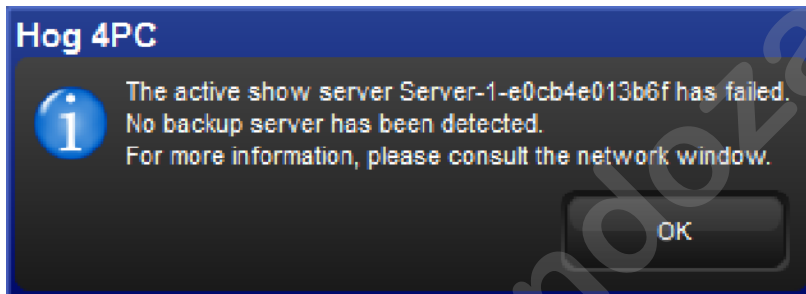 Hog 4PC
The active show server Server-1-e0cb4e013b6f has failed.
No backup server has been detected.
For more information, please consult the network window.
OK